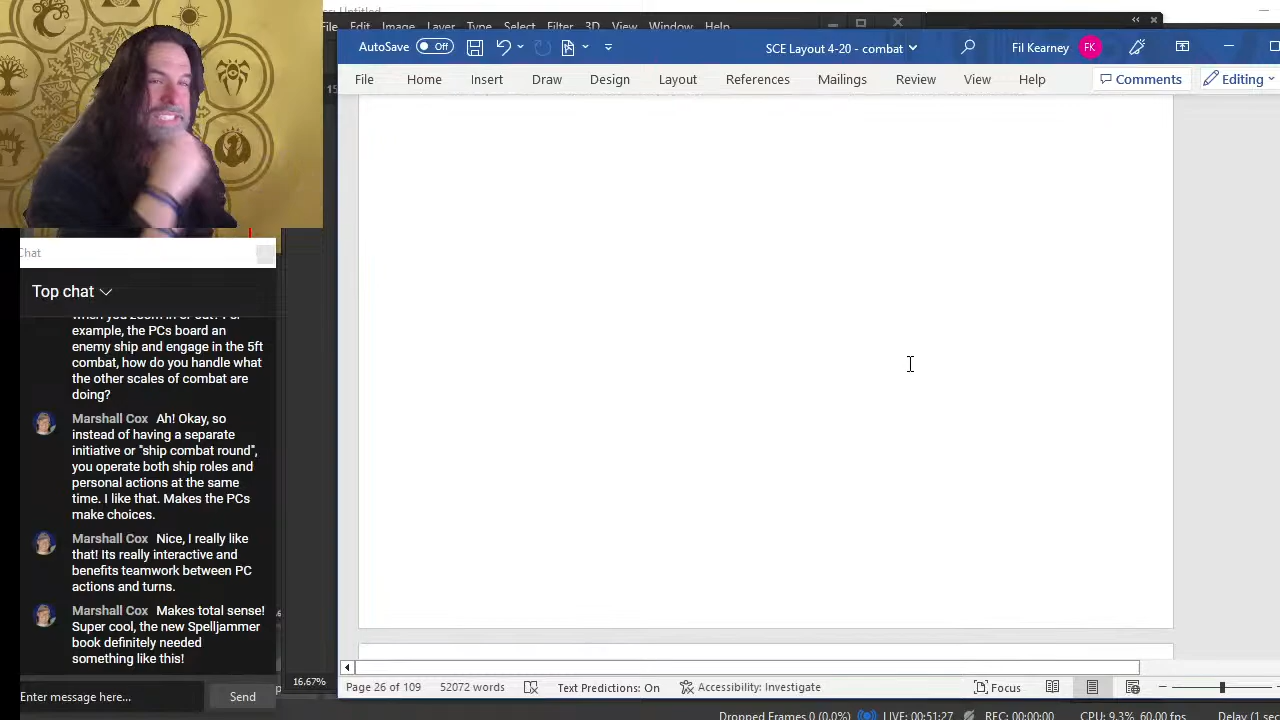 Untitled
File Edit Image Layer Type Select Filter 3D View Window Help
AutoSave Off SCE Layout 4-20 - combat Fil Kearney FK
File Home Insert Draw Design Layout References Mailings Review View Help Comments Editing
Chat
Top chat
example, the PCs board an
enemy ship and engage in the 5ft
combat, how do you handle what
the other scales of combat are
doing?
Marshall Cox Ah! Okay, so
instead of having a separate
initiative or "ship combat round",
you operate both ship roles and
personal actions at the same
time. I like that. Makes the PCs
make choices.
Marshall Cox Nice, I really like
that! Its really interactive and
benefits teamwork between PC
actions and turns.
Marshall Cox Makes total sense!
Super cool, the new Spelljammer
book definitely needed
something like this!
Enter message here... Send
16.67%
Page 26 of 109 52072 words Text Predictions: On Accessibility: Investigate Focus
Dropped Frames 0 (0.0%) LIVE: 00:51:27 REC: 00:00:00 CPU: 9.3%, 60.00 fps Delay (1 sec